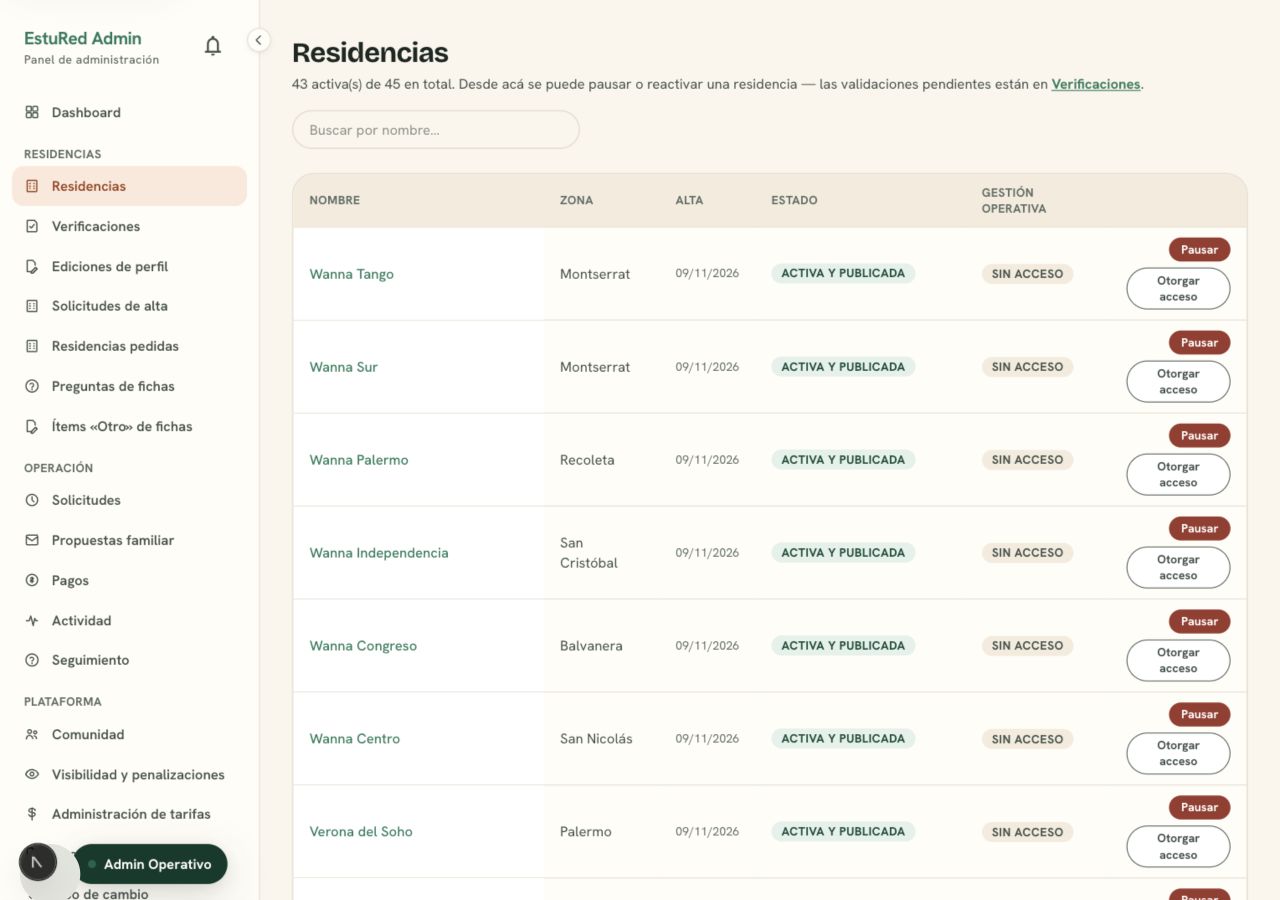 EstuRed Admin
Panel de administración
Dashboard
RESIDENCIAS
Residencias
Verificaciones
Ediciones de perfil
Solicitudes de alta
Residencias pedidas
Preguntas de fichas
Ítems «Otro» de fichas
OPERACIÓN
Solicitudes
Propuestas familiar
Pagos
Actividad
Seguimiento
PLATAFORMA
Comunidad
Visibilidad y penalizaciones
Administración de tarifas
Admin Operativo
de cambio
Residencias
43 activa(s) de 45 en total. Desde acá se puede pausar o reactivar una residencia — las validaciones pendientes están en Verificaciones.
Buscar por nombre...
NOMBRE ZONA ALTA ESTADO GESTIÓN
OPERATIVA
Wanna Tango Montserrat 09/11/2026 ACTIVA Y PUBLICADA SIN ACCESO Pausar
Otorgar
acceso
Wanna Sur Montserrat 09/11/2026 ACTIVA Y PUBLICADA SIN ACCESO Pausar
Otorgar
acceso
Wanna Palermo Recoleta 09/11/2026 ACTIVA Y PUBLICADA SIN ACCESO Pausar
Otorgar
acceso
Wanna Independencia San
Cristóbal 09/11/2026 ACTIVA Y PUBLICADA SIN ACCESO Pausar
Otorgar
acceso
Wanna Congreso Balvanera 09/11/2026 ACTIVA Y PUBLICADA SIN ACCESO Pausar
Otorgar
acceso
Wanna Centro San Nicolás 09/11/2026 ACTIVA Y PUBLICADA SIN ACCESO Pausar
Otorgar
acceso
Verona del Soho Palermo 09/11/2026 ACTIVA Y PUBLICADA SIN ACCESO Pausar
Otorgar
acceso
Pausar